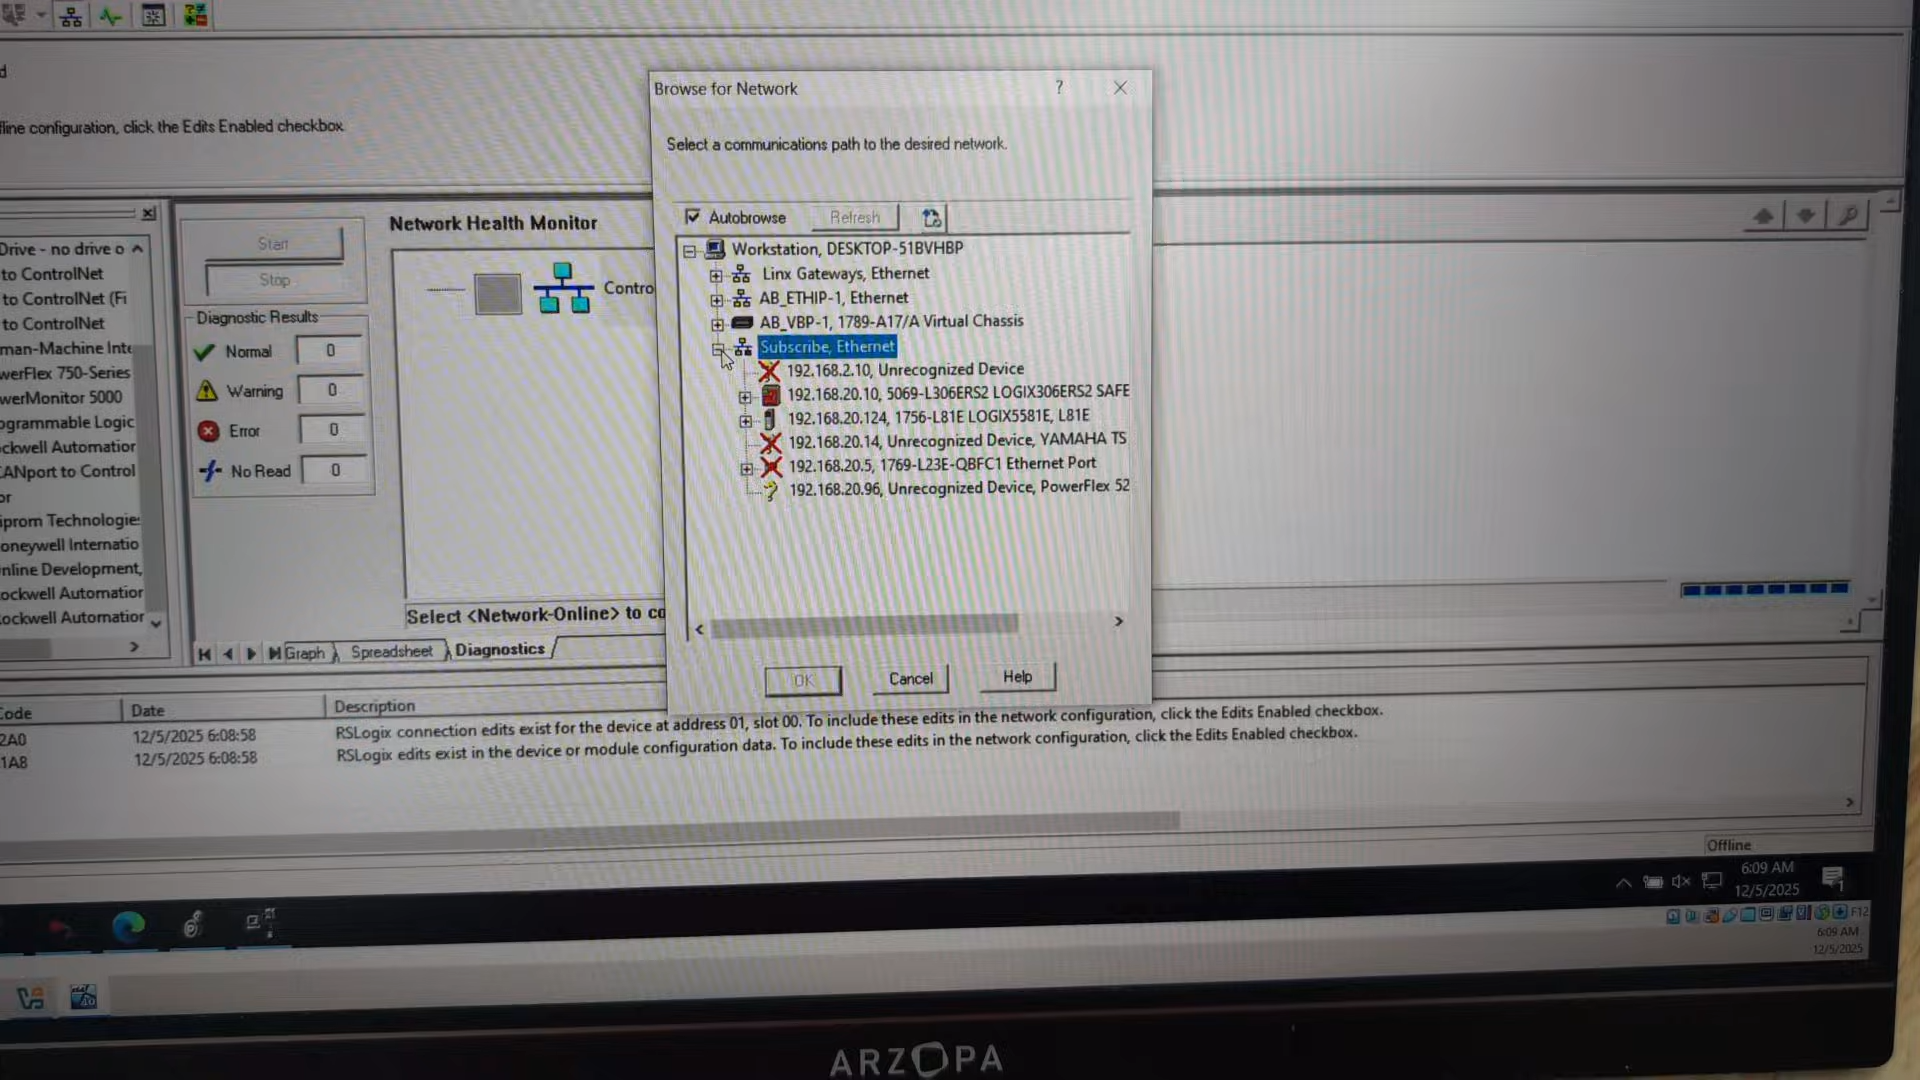 d
fline configuration, click the Edits Enabled checkbox.
Browse for Network
?
Select a communications path to the desired network.
Autobrowse
Refresh
Workstation, DESKTOP-51BVHBP
Linx Gateways, Ethernet
AB_ETHIP-1, Ethernet
AB_VBP-1, 1789-A17/A Virtual Chassis
Subscribe, Ethernet
192.168.2.10, Unrecognized Device
192.168.20.10, 5069-L306ERS2 LOGIX306ERS2 SAFE
192.168.20.124, 1756-L81E LOGIX5581E, L81E
192.168.20.14, Unrecognized Device, YAMAHA TS
192.168.20.5, 1769-L23E-QBFC1 Ethernet Port
192.168.20.96, Unrecognized Device, PowerFlex 52
OK
Cancel
Help
Drive - no drive o
to ControlNet
to ControlNet (Fi
to ControlNet
man-Machine Inte
werFlex 750-Series
werMonitor 5000
ogrammable Logic
ckwell Automation
CANport to Control
or
iprom Technologie:
oneywell Internatio
nline Development,
ockwell Automatior
ockwell Automatior
Start
Stop
Diagnostic Results
Normal 0
Warning 0
Error 0
No Read 0
Network Health Monitor
Contro
Select <Network-Online> to co
Graph
Spreadsheet
Diagnostics
Code
Date
Description
2A0
12/5/2025 6:08:58
RSLogix connection edits exist for the device at address 01, slot 00. To include these edits in the network configuration, click the Edits Enabled checkbox.
1A8
12/5/2025 6:08:58
RSLogix edits exist in the device or module configuration data. To include these edits in the network configuration, click the Edits Enabled checkbox.
Offline
6:09 AM
12/5/2025
1
F12
6:09 AM
12/5/2025
ARZOPA